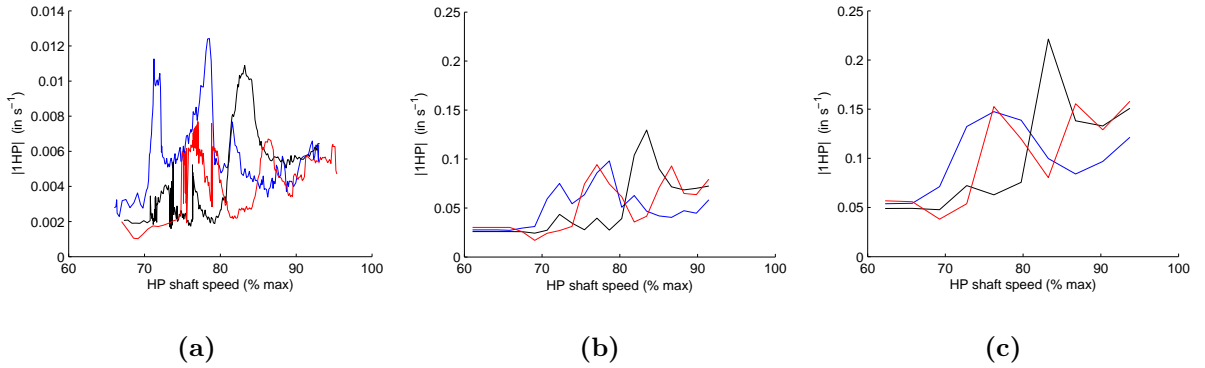 0.014
0.012
0.01
0.008
0.006
0.004
0.002
0
60 70 80 90 100
|1HP| (in s⁻¹)
HP shaft speed (% max)
(a)
0.25
0.2
0.15
0.1
0.05
0
60 70 80 90 100
|1HP| (in s⁻¹)
HP shaft speed (% max)
(b)
0.25
0.2
0.15
0.1
0.05
0
60 70 80 90 100
|1HP| (in s⁻¹)
HP shaft speed (% max)
(c)